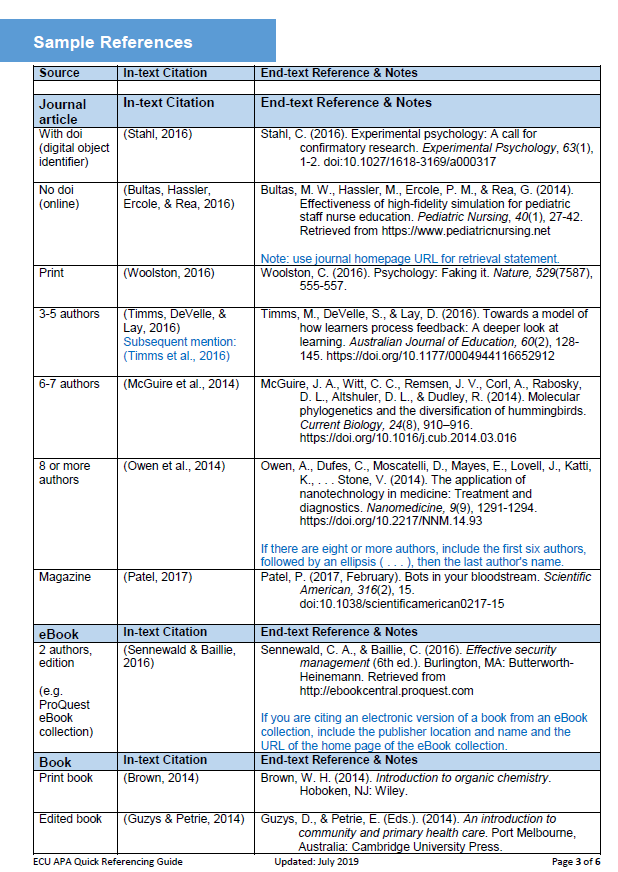 Sample References
Source In-text Citation End-text Reference & Notes
Journal article In-text Citation End-text Reference & Notes
With doi (digital object identifier)
(Stahl, 2016)
Stahl, C. (2016). Experimental psychology: A call for
confirmatory research. Experimental Psychology, 63(1),
1-2. doi:10.1027/1618-3169/a000317
No doi (online)
(Bultas, Hassler,
Ercole, & Rea, 2016)
Bultas, M. W., Hassler, M., Ercole, P. M., & Rea, G. (2014).
Effectiveness of high-fidelity simulation for pediatric
staff nurse education. Pediatric Nursing, 40(1), 27-42.
Retrieved from https://www.pediatricnursing.net
Note: use journal homepage URL for retrieval statement.
Print
(Woolston, 2016)
Woolston, C. (2016). Psychology: Faking it. Nature, 529(7587),
555-557.
3-5 authors
(Timms, DeVelle, &
Lay, 2016)
Subsequent mention:
(Timms et al., 2016)
Timms, M., DeVelle, S., & Lay, D. (2016). Towards a model of
how learners process feedback: A deeper look at
learning. Australian Journal of Education, 60(2), 128-
145. https://doi.org/10.1177/0004944116652912
6-7 authors
(McGuire et al., 2014)
McGuire, J. A., Witt, C. C., Remsen, J. V., Corl, A., Rabosky,
D. L., Altshuler, D. L., & Dudley, R. (2014). Molecular
phylogenetics and the diversification of hummingbirds.
Current Biology, 24(8), 910–916.
https://doi.org/10.1016/j.cub.2014.03.016
8 or more
authors
(Owen et al., 2014)
Owen, A., Dufes, C., Moscatelli, D., Mayes, E., Lovell, J., Katti,
K., . . . Stone, V. (2014). The application of
nanotechnology in medicine: Treatment and
diagnostics. Nanomedicine, 9(9), 1291-1294.
https://doi.org/10.2217/NNM.14.93
If there are eight or more authors, include the first six authors,
followed by an ellipsis ( . . . ), then the last author's name.
Magazine
(Patel, 2017)
Patel, P. (2017, February). Bots in your bloodstream. Scientific
American, 316(2), 15.
doi:10.1038/scientificamerican0217-15
eBook In-text Citation End-text Reference & Notes
2 authors,
edition
(e.g.
ProQuest
eBook
collection)
(Sennewald & Baillie,
2016)
Sennewald, C. A., & Baillie, C. (2016). Effective security
management (6th ed.). Burlington, MA: Butterworth-
Heinemann. Retrieved from
http://ebookcentral.proquest.com
If you are citing an electronic version of a book from an eBook
collection, include the publisher location and name and the
URL of the home page of the eBook collection.
Book In-text Citation End-text Reference & Notes
Print book
(Brown, 2014)
Brown, W. H. (2014). Introduction to organic chemistry.
Hoboken, NJ: Wiley.
Edited book
(Guzys & Petrie, 2014)
Guzys, D., & Petrie, E. (Eds.). (2014). An introduction to
community and primary health care. Port Melbourne,
Australia: Cambridge University Press.
ECU APA Quick Referencing Guide Updated: July 2019 Page 3 of 6